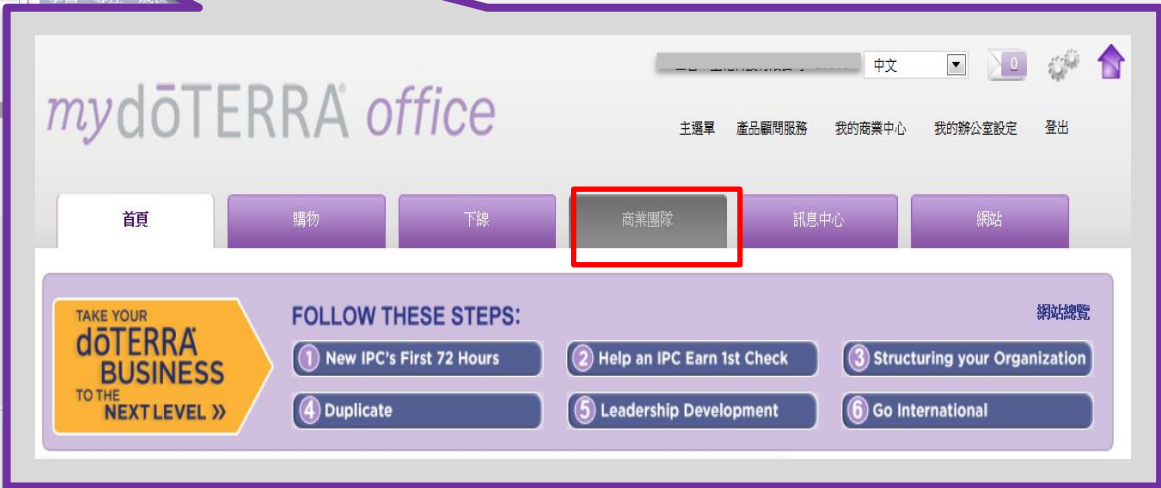 中文
0
mydōTERRA office
主選單 產品顧問服務 我的商業中心 我的辦公室設定 登出
首頁 購物 下線 商業團隊 訊息中心 網站
TAKE YOUR
dōTERRA
BUSINESS
TO THE
NEXT LEVEL »
FOLLOW THESE STEPS:
網站總覽
1 New IPC's First 72 Hours
2 Help an IPC Earn 1st Check
3 Structuring your Organization
4 Duplicate
5 Leadership Development
6 Go International